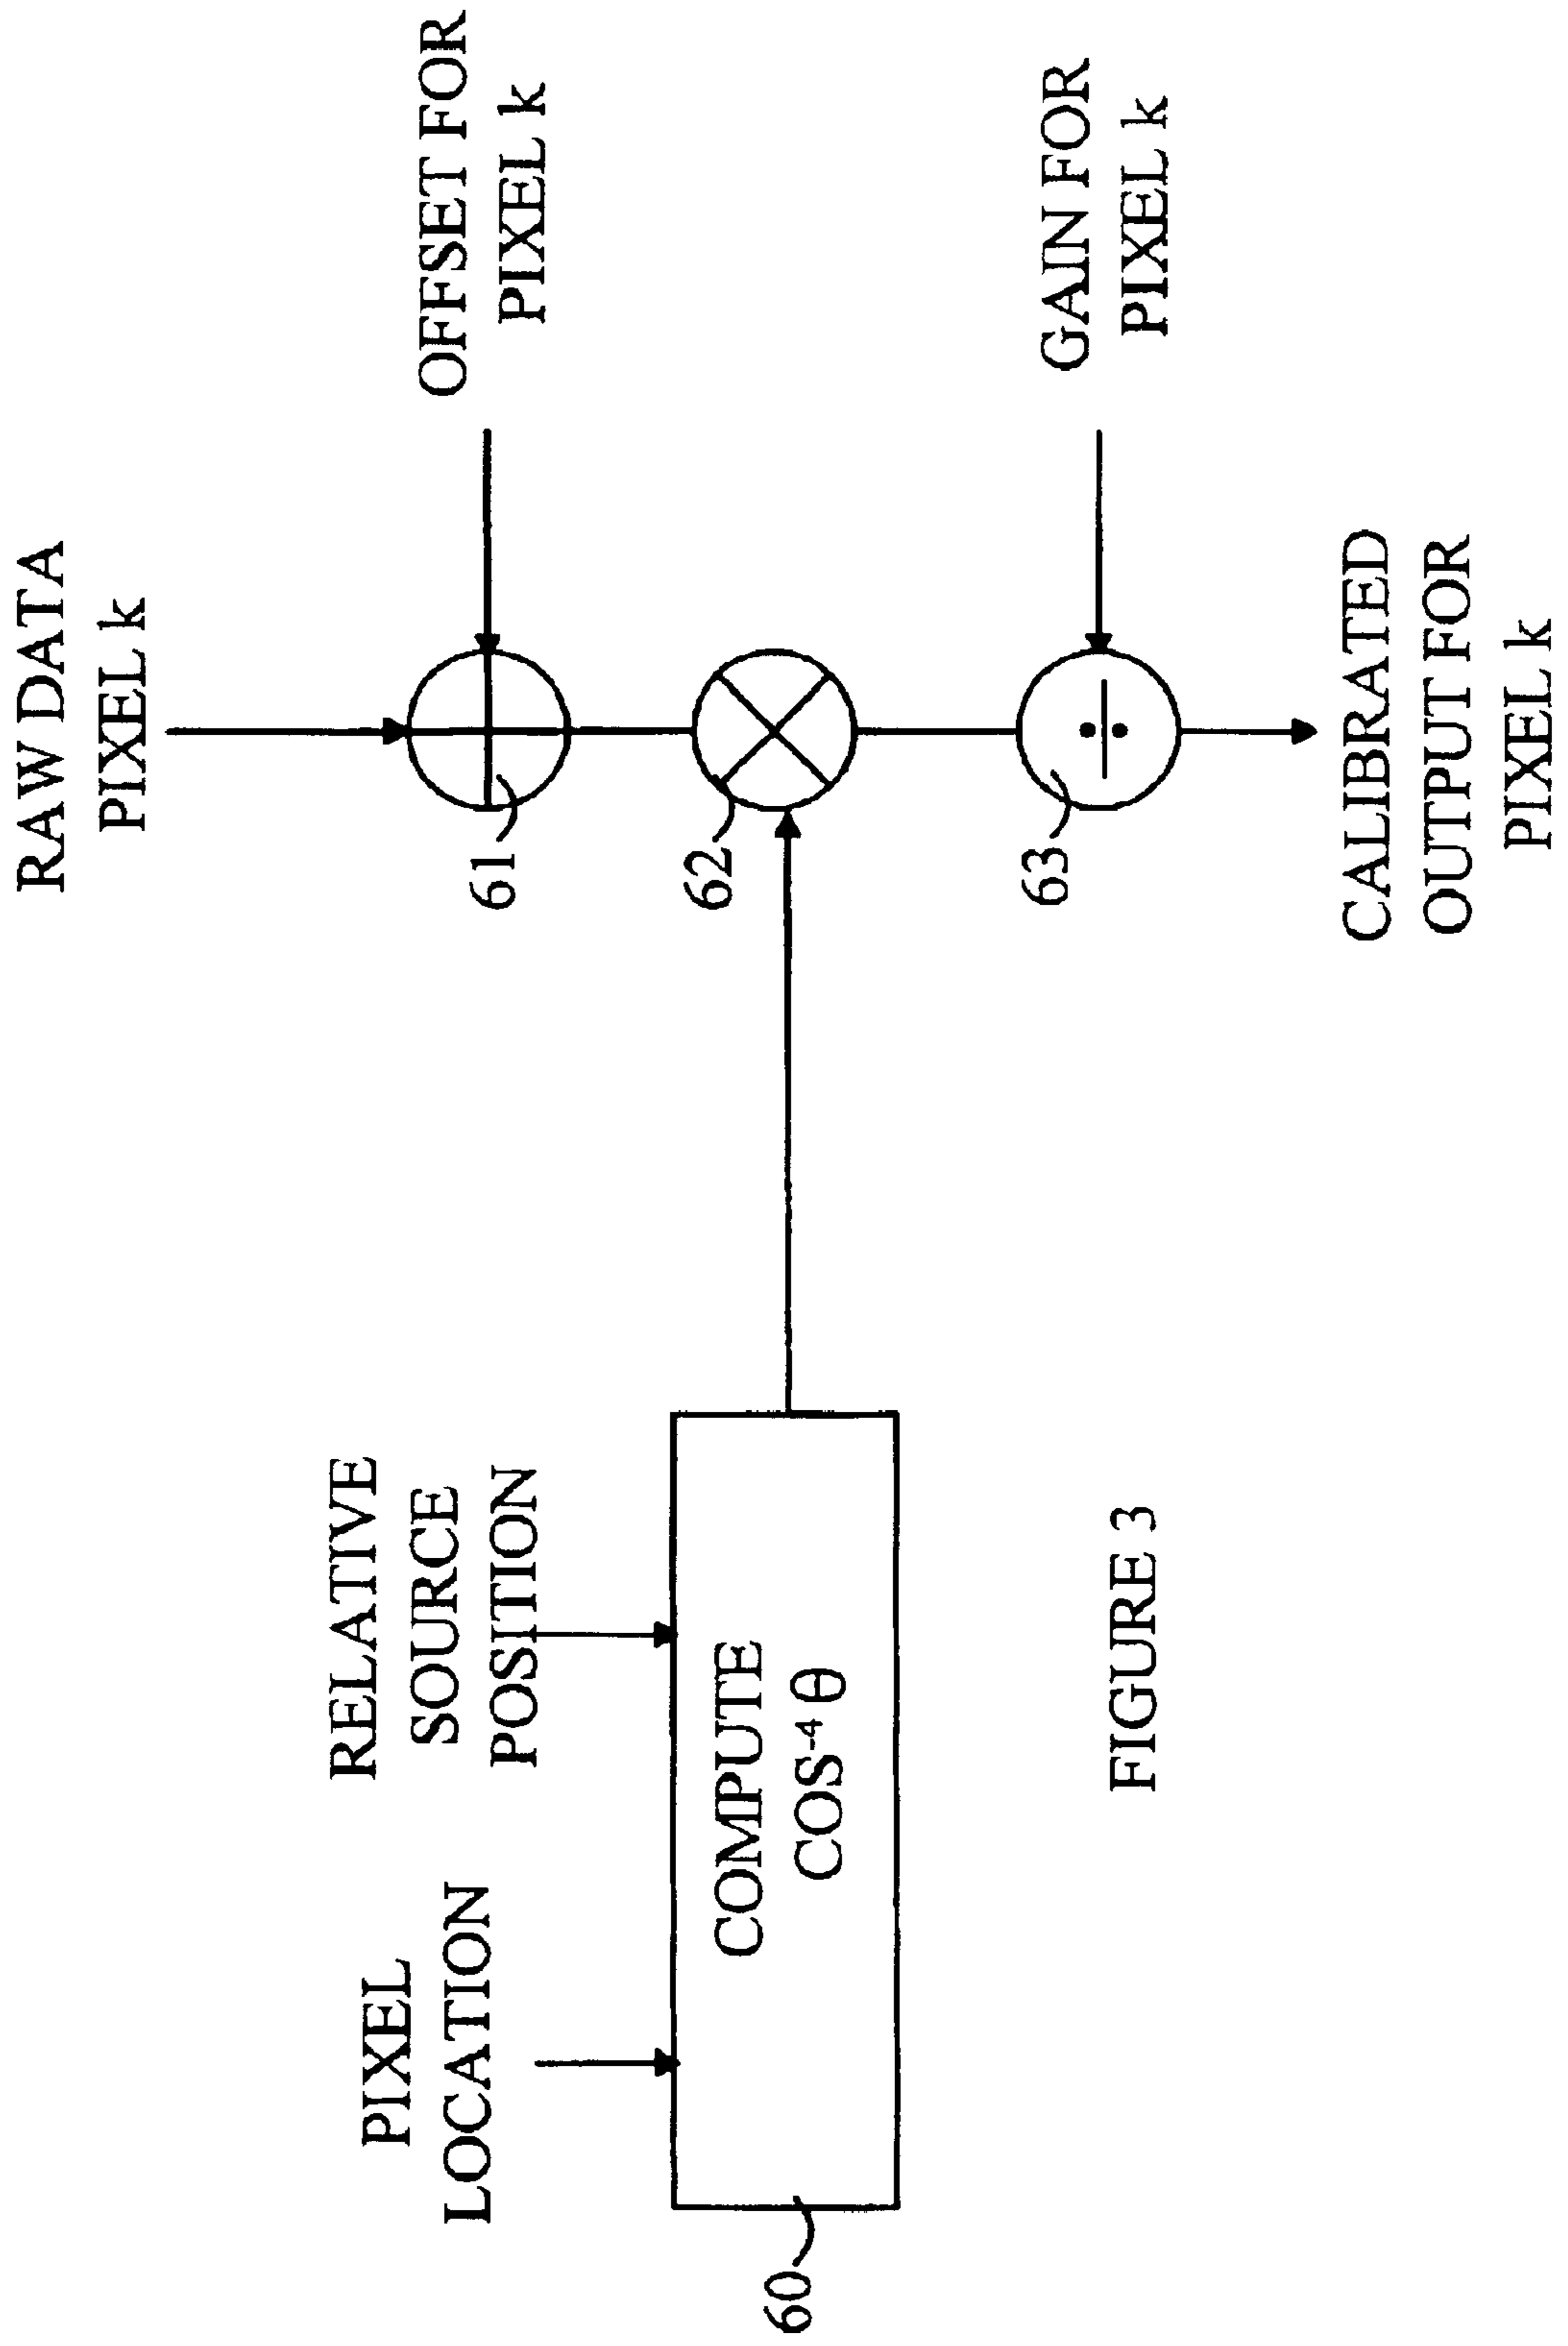 RAW DATA
PIXEL k
OFFSET FOR
PIXEL k
61
RELATIVE
SOURCE
POSITION
PIXEL
LOCATION
COMPUTE
COS⁻⁴ θ
60
62
63
GAIN FOR
PIXEL k
CALIBRATED
OUTPUT FOR
PIXEL k
FIGURE 3